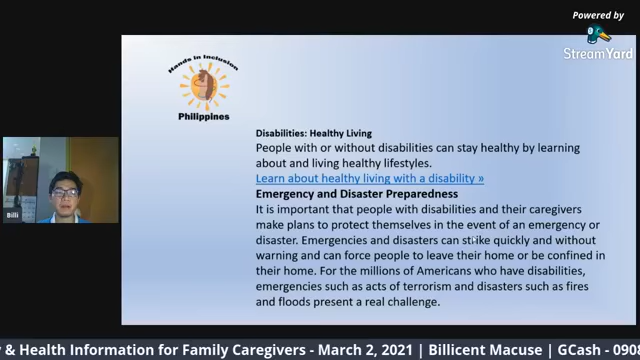 Powered by
StreamYard
Hands in Inclusion
Philippines
Disabilities: Healthy Living
People with or without disabilities can stay healthy by learning
about and living healthy lifestyles.
Learn about healthy living with a disability »
Emergency and Disaster Preparedness
It is important that people with disabilities and their caregivers
make plans to protect themselves in the event of an emergency or
disaster. Emergencies and disasters can strike quickly and without
warning and can force people to leave their home or be confined in
their home. For the millions of Americans who have disabilities,
emergencies such as acts of terrorism and disasters such as fires
and floods present a real challenge.
Billi
& Health Information for Family Caregivers - March 2, 2021 | Billicent Macuse | GCash - 090